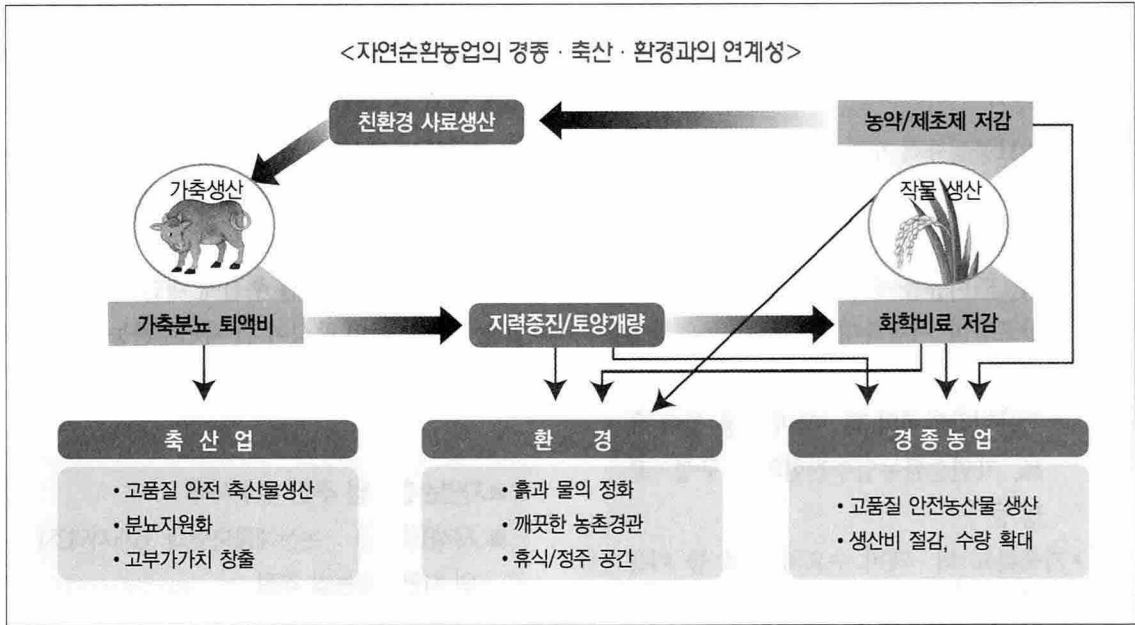 <자연순환농업의 경종 · 축산 · 환경과의 연계성>
친환경 사료생산
농약/제초제 저감
가축생산
작물 생산
가축분뇨 퇴액비
지력증진/토양개량
화학비료 저감
축 산 업
• 고품질 안전 축산물생산
• 분뇨자원화
• 고부가가치 창출
환 경
• 흙과 물의 정화
• 깨끗한 농촌경관
• 휴식/정주 공간
경종농업
• 고품질 안전농산물 생산
• 생산비 절감, 수량 확대